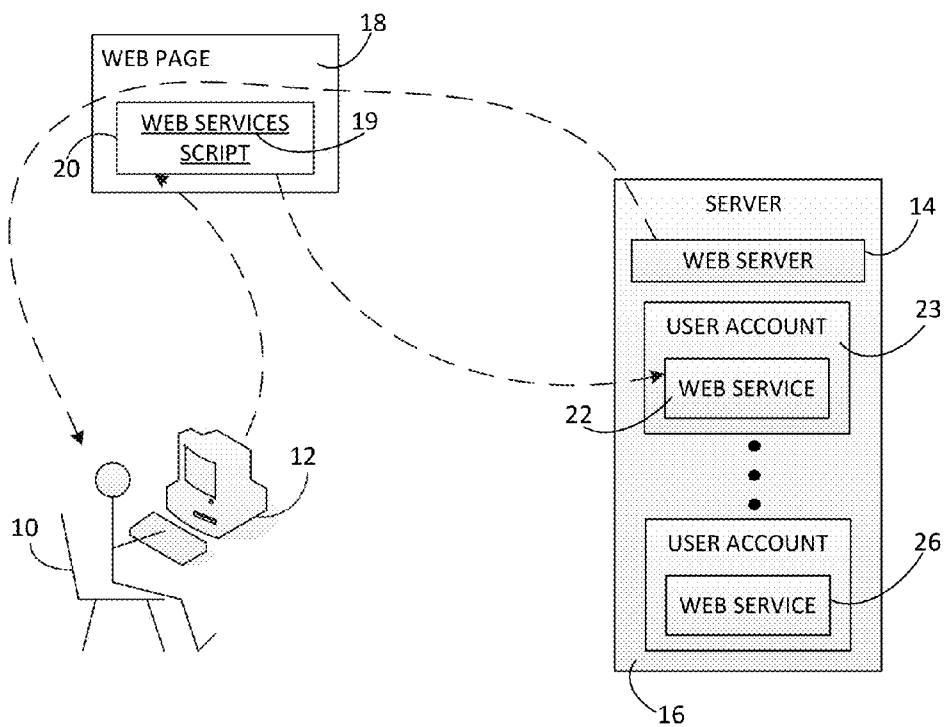 18
WEB PAGE
WEB SERVICES
SCRIPT
19
20
SERVER
14
WEB SERVER
23
USER ACCOUNT
WEB SERVICE
22
12
10
USER ACCOUNT
26
WEB SERVICE
16